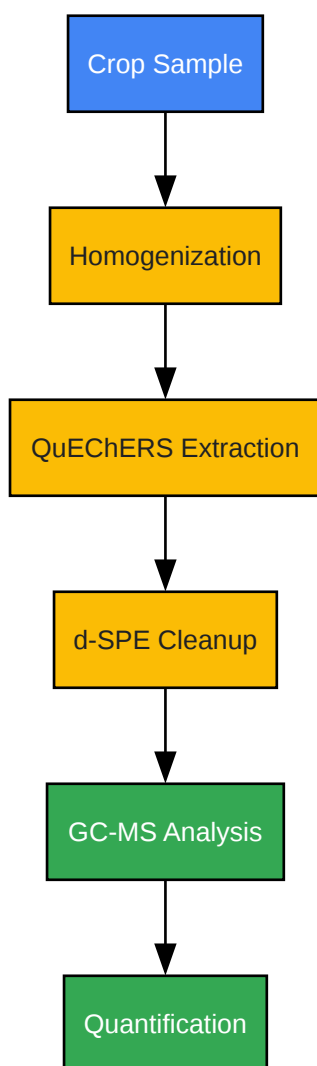 Crop Sample
Homogenization
QuEChERS Extraction
d-SPE Cleanup
GC-MS Analysis
Quantification